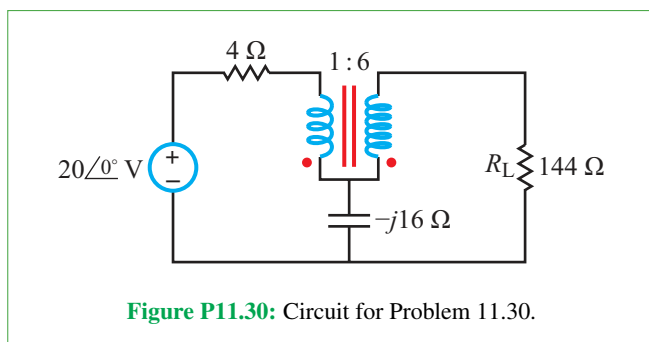 4 Ω
1 : 6
20∠0° V
+
−
R_L 144 Ω
−j16 Ω
Figure P11.30: Circuit for Problem 11.30.